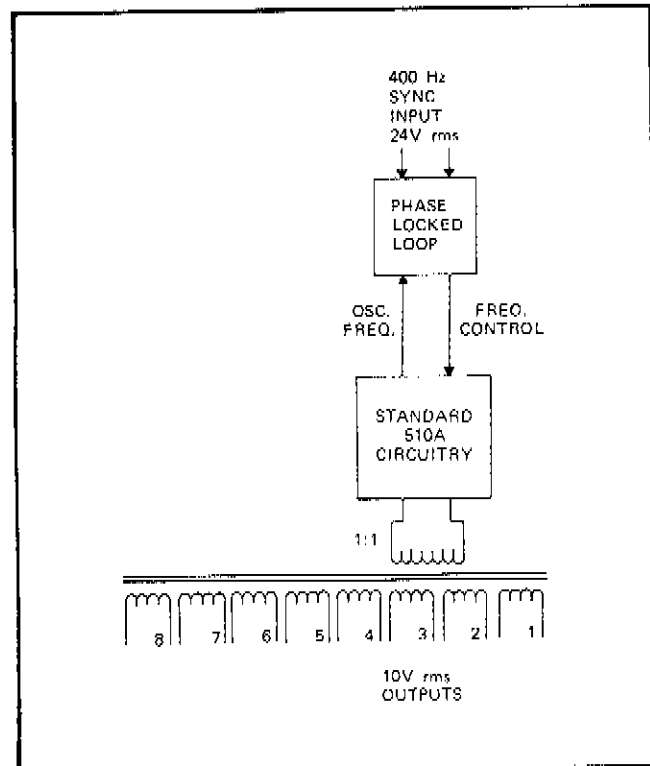 400 Hz
SYNC
INPUT
24V rms
PHASE
LOCKED
LOOP
OSC.
FREQ.
FREQ.
CONTROL
STANDARD
510A
CIRCUITRY
1:1
8 7 6 5 4 3 2 1
10V rms
OUTPUTS